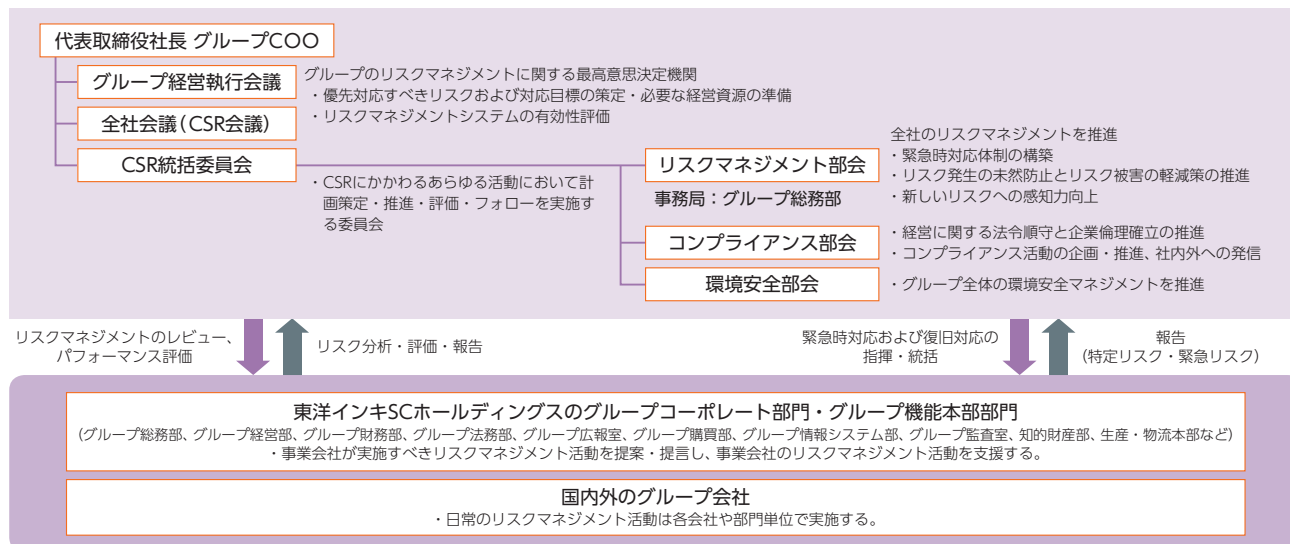 代表取締役社長 グループCOO
グループ経営執行会議
グループのリスクマネジメントに関する最高意思決定機関
・優先対応すべきリスクおよび対応目標の策定・必要な経営資源の準備
・リスクマネジメントシステムの有効性評価
全社会議（CSR会議）
CSR統括委員会
・CSRにかかわるあらゆる活動において計
画策定・推進・評価・フォローを実施す
る委員会
リスクマネジメント部会
事務局：グループ総務部
全社のリスクマネジメントを推進
・緊急時対応体制の構築
・リスク発生の未然防止とリスク被害の軽減策の推進
・新しいリスクへの感知力向上
コンプライアンス部会
・経営に関する法令順守と企業倫理確立の推進
・コンプライアンス活動の企画・推進、社内外への発信
環境安全部会
・グループ全体の環境安全マネジメントを推進
リスクマネジメントのレビュー、
パフォーマンス評価
リスク分析・評価・報告
緊急時対応および復旧対応の
指揮・統括
報告
（特定リスク・緊急リスク）
東洋インキSCホールディングスのグループコーポレート部門・グループ機能本部部門
（グループ総務部、グループ経営部、グループ財務部、グループ法務部、グループ広報室、グループ購買部、グループ情報システム部、グループ監査室、知的財産部、生産・物流本部など）
・事業会社が実施すべきリスクマネジメント活動を提案・提言し、事業会社のリスクマネジメント活動を支援する。
国内外のグループ会社
・日常のリスクマネジメント活動は各会社や部門単位で実施する。